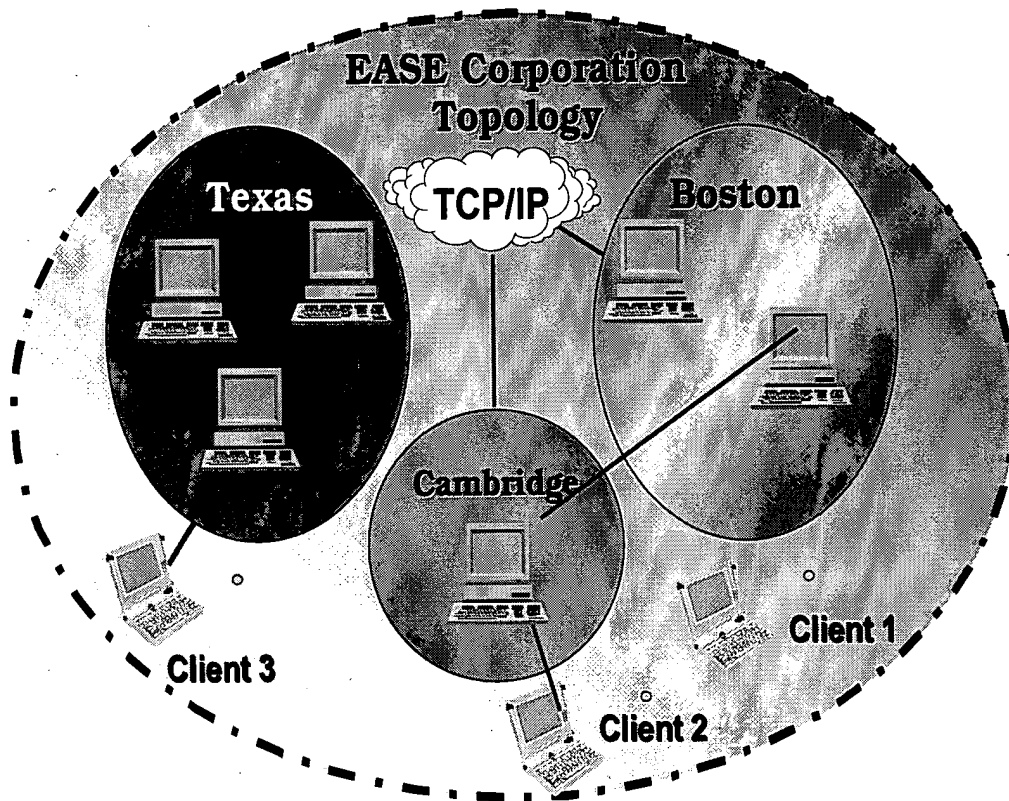 EASE Corporation
Topology
Texas
TCP/IP
Boston
Cambridge
Client 1
Client 3
Client 2